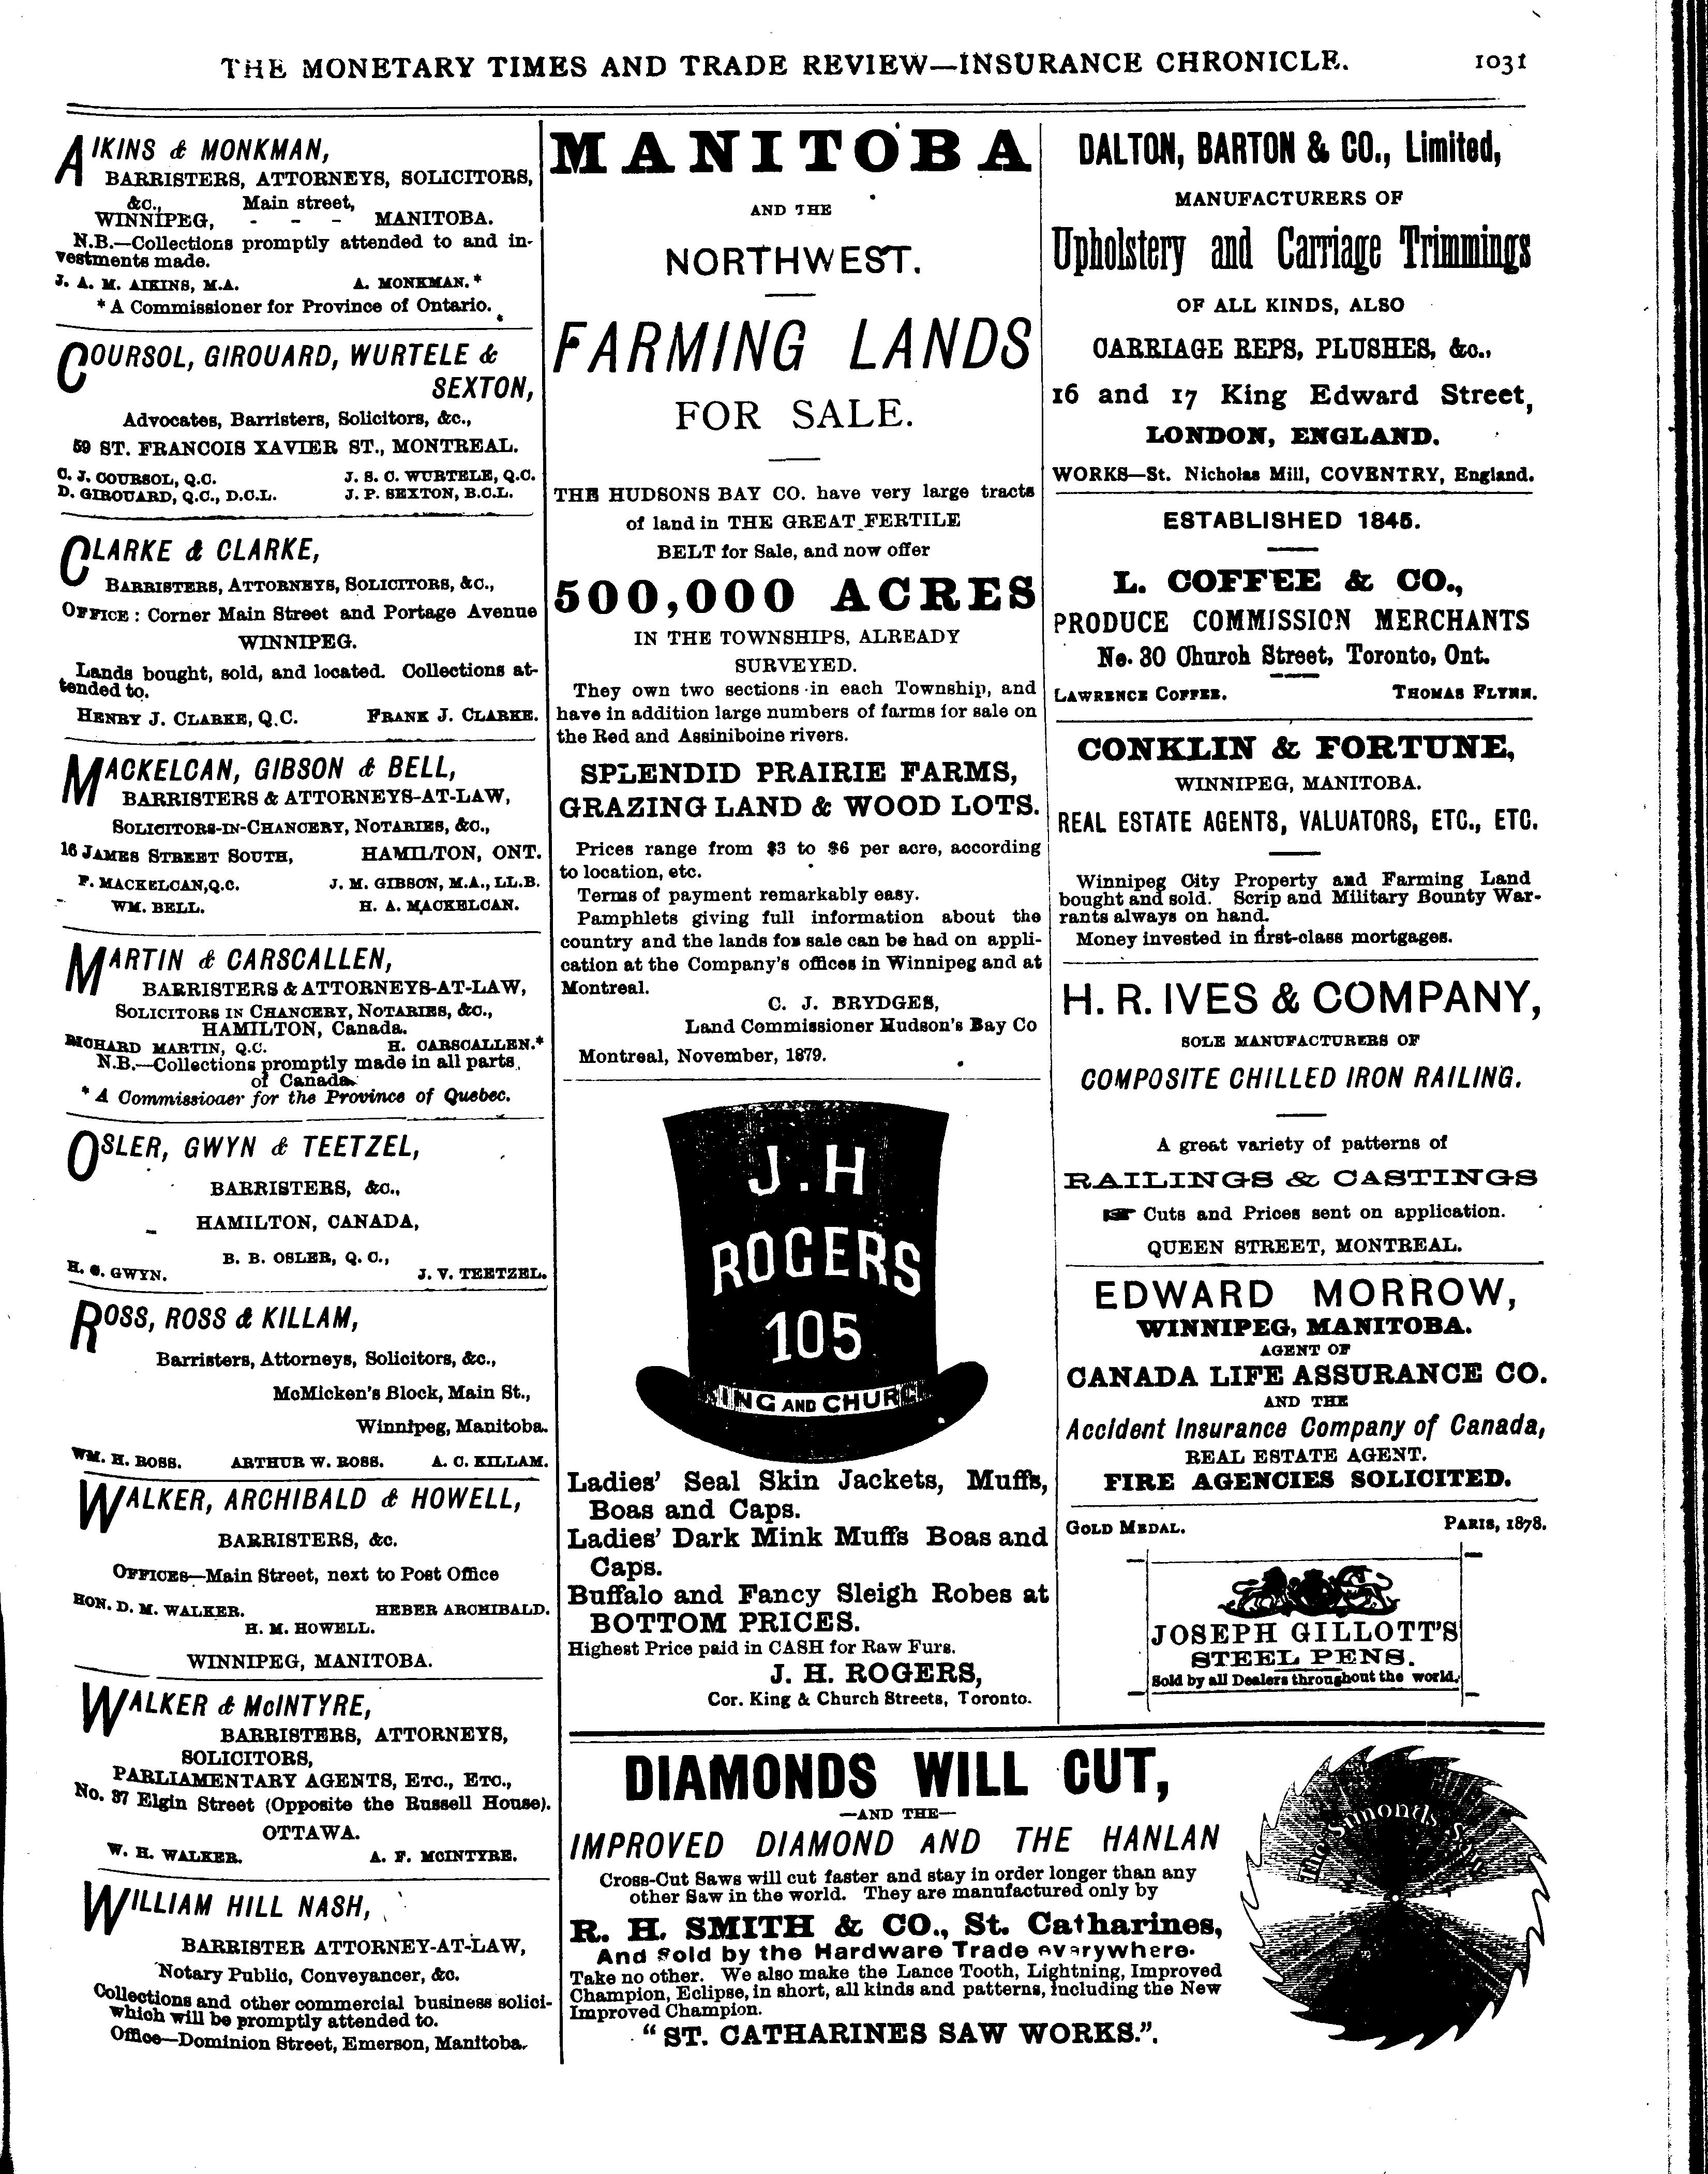 THE MONETARY TIMES AND TRADE REVIEW—INSURANCE CHRONICLE. 1031
AIKINS & MONKMAN,
BARRISTERS, ATTORNEYS, SOLICITORS,
&c., Main street,
WINNIPEG, - - - MANITOBA.
N.B.—Collections promptly attended to and in-
vestments made.
J. A. M. AIKINS, M.A. A. MONKMAN.*
* A Commissioner for Province of Ontario.
COURSOL, GIROUARD, WURTELE &
SEXTON,
Advocates, Barristers, Solicitors, &c.,
59 ST. FRANCOIS XAVIER ST., MONTREAL.
C. J. COURSOL, Q.C. J. S. C. WURTELE, Q.C.
D. GIROUARD, Q.C., D.C.L. J. P. SEXTON, B.C.L.
CLARKE & CLARKE,
BARRISTERS, ATTORNEYS, SOLICITORS, &C.,
OFFICE : Corner Main Street and Portage Avenue
WINNIPEG.
Lands bought, sold, and located. Collections at-
tended to.
HENRY J. CLARKE, Q.C. FRANK J. CLARKE.
MACKELCAN, GIBSON & BELL,
BARRISTERS & ATTORNEYS-AT-LAW,
SOLICITORS-IN-CHANCERY, NOTARIES, &C.,
16 JAMES STREET SOUTH, HAMILTON, ONT.
F. MACKELCAN, Q.C. J. M. GIBSON, M.A., LL.B.
WM. BELL. H. A. MACKELCAN.
MARTIN & CARSCALLEN,
BARRISTERS & ATTORNEYS-AT-LAW,
SOLICITORS IN CHANCERY, NOTARIES, &C.,
HAMILTON, Canada.
RICHARD MARTIN, Q.C. H. CARSCALLEN.*
N.B.—Collections promptly made in all parts
of Canada.
* A Commissioner for the Province of Quebec.
OSLER, GWYN & TEETZEL,
BARRISTERS, &c.,
HAMILTON, CANADA,
B. B. OSLER, Q. C.,
H. C. GWYN. J. V. TEETZEL.
ROSS, ROSS & KILLAM,
Barristers, Attorneys, Solicitors, &c.,
McMicken's Block, Main St.,
Winnipeg, Manitoba.
WM. H. ROSS. ARTHUR W. ROSS. A. C. KILLAM.
WALKER, ARCHIBALD & HOWELL,
BARRISTERS, &c.
OFFICES—Main Street, next to Post Office
HON. D. M. WALKER. HEBER ARCHIBALD.
H. M. HOWELL.
WINNIPEG, MANITOBA.
WALKER & McINTYRE,
BARRISTERS, ATTORNEYS,
SOLICITORS,
PARLIAMENTARY AGENTS, ETC., ETC.,
No. 37 Elgin Street (Opposite the Russell House).
OTTAWA.
W. H. WALKER. A. F. MCINTYRE.
WILLIAM HILL NASH,
BARRISTER ATTORNEY-AT-LAW,
Notary Public, Conveyancer, &c.
Collections and other commercial business solici-
which will be promptly attended to.
Office—Dominion Street, Emerson, Manitoba.
MANITOBA
AND THE
NORTHWEST.
FARMING LANDS
FOR SALE.
THE HUDSONS BAY CO. have very large tracts
of land in THE GREAT FERTILE
BELT for Sale, and now offer
500,000 ACRES
IN THE TOWNSHIPS, ALREADY
SURVEYED.
They own two sections in each Township, and
have in addition large numbers of farms for sale on
the Red and Assiniboine rivers.
SPLENDID PRAIRIE FARMS,
GRAZING LAND & WOOD LOTS.
Prices range from $3 to $6 per acre, according
to location, etc.
Terms of payment remarkably easy.
Pamphlets giving full information about the
country and the lands for sale can be had on appli-
cation at the Company's offices in Winnipeg and at
Montreal.
C. J. BRYDGES,
Land Commissioner Hudson's Bay Co
Montreal, November, 1879.
J.H
ROGERS
105
KING AND CHURCH
Ladies' Seal Skin Jackets, Muffs,
Boas and Caps.
Ladies' Dark Mink Muffs Boas and
Caps.
Buffalo and Fancy Sleigh Robes at
BOTTOM PRICES.
Highest Price paid in CASH for Raw Furs.
J. H. ROGERS,
Cor. King & Church Streets, Toronto.
DALTON, BARTON & CO., Limited,
MANUFACTURERS OF
Upholstery and Carriage Trimmings
OF ALL KINDS, ALSO
CARRIAGE REPS, PLUSHES, &c.,
16 and 17 King Edward Street,
LONDON, ENGLAND.
WORKS—St. Nicholas Mill, COVENTRY, England.
ESTABLISHED 1845.
L. COFFEE & CO.,
PRODUCE COMMISSION MERCHANTS
No. 30 Church Street, Toronto, Ont.
LAWRENCE COFFEE. THOMAS FLYNN.
CONKLIN & FORTUNE,
WINNIPEG, MANITOBA.
REAL ESTATE AGENTS, VALUATORS, ETC., ETC.
Winnipeg City Property and Farming Land
bought and sold. Scrip and Military Bounty War-
rants always on hand.
Money invested in first-class mortgages.
H. R. IVES & COMPANY,
SOLE MANUFACTURERS OF
COMPOSITE CHILLED IRON RAILING.
A great variety of patterns of
RAILINGS & CASTINGS
☞ Cuts and Prices sent on application.
QUEEN STREET, MONTREAL.
EDWARD MORROW,
WINNIPEG, MANITOBA.
AGENT OF
CANADA LIFE ASSURANCE CO.
AND THE
Accident Insurance Company of Canada,
REAL ESTATE AGENT.
FIRE AGENCIES SOLICITED.
GOLD MEDAL. PARIS, 1878.
JOSEPH GILLOTT'S
STEEL PENS.
Sold by all Dealers throughout the world.
DIAMONDS WILL CUT,
—AND THE—
IMPROVED DIAMOND AND THE HANLAN
Cross-Cut Saws will cut faster and stay in order longer than any
other Saw in the world. They are manufactured only by
R. H. SMITH & CO., St. Catharines,
And Sold by the Hardware Trade everywhere.
Take no other. We also make the Lance Tooth, Lightning, Improved
Champion, Eclipse, in short, all kinds and patterns, including the New
Improved Champion.
"ST. CATHARINES SAW WORKS."
The Simonds Saw